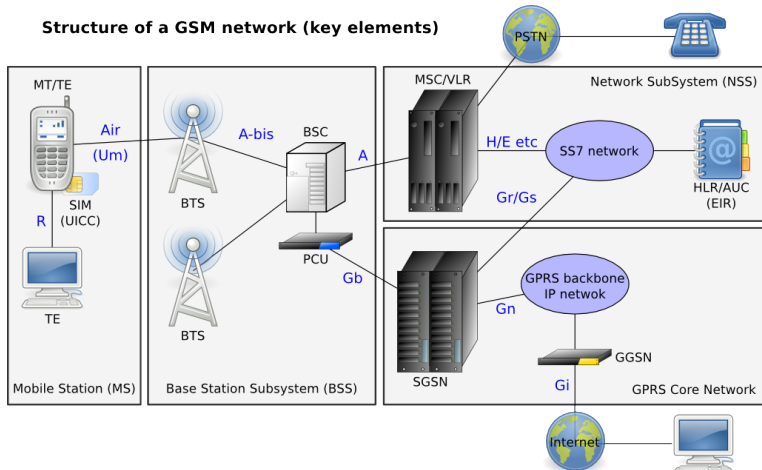 Structure of a GSM network (key elements)
PSTN
MT/TE
MSC/VLR
Network SubSystem (NSS)
Air
(Um)
A-bis
BSC
A
H/E etc
SS7 network
SIM
(UICC)
BTS
HLR/AUC
(EIR)
R
Gr/Gs
PCU
Gb
GPRS backbone
IP netwok
Gn
TE
BTS
SGSN
GGSN
Gi
Mobile Station (MS)
Base Station Subsystem (BSS)
GPRS Core Network
Internet